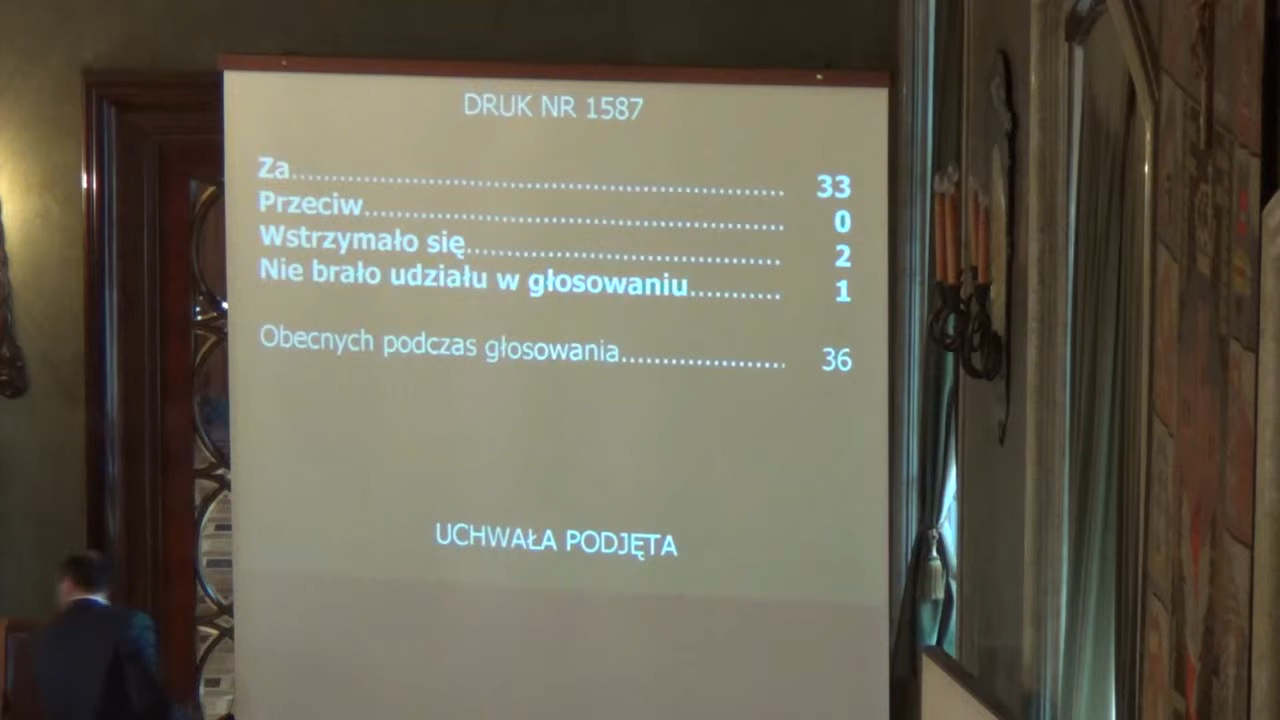 DRUK NR 1587
Za.................................................................... 33
Przeciw.......................................................... 0
Wstrzymało się........................................... 2
Nie brało udziału w głosowaniu........... 1
Obecnych podczas głosowania................... 36
UCHWAŁA PODJĘTA